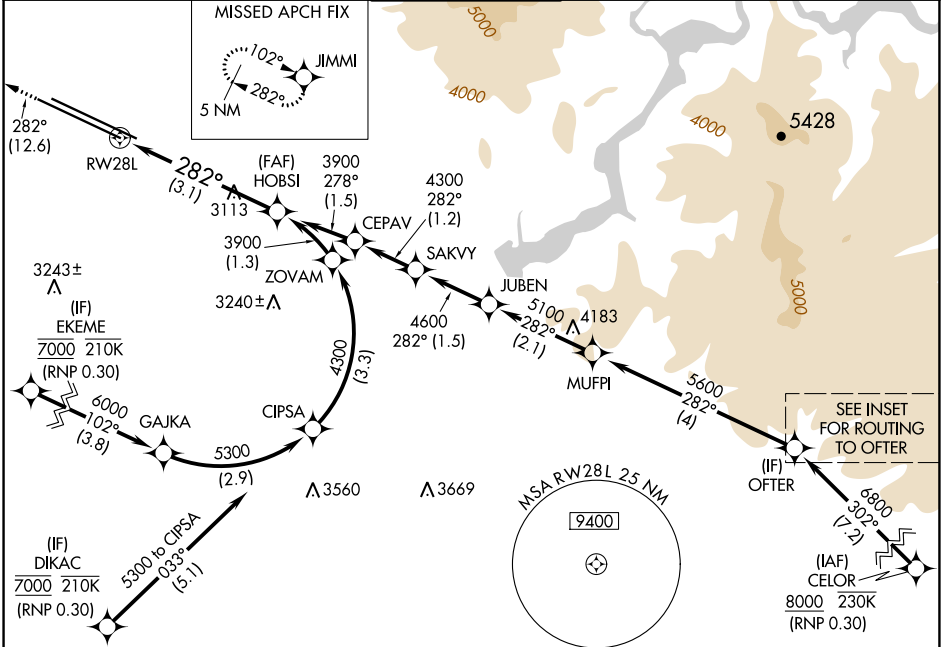 MISSED APCH FIX
102°
JIMMI
282°
5 NM
5000
4000
4000
5428
282°
(12.6)
RW28L
282°
(3.1)
3113
(FAF)
HOBSI
3900
278°
(1.5)
4300
282°
(1.2)
CEPAV
3900
(1.3)
ZOVAM
SAKVY
JUBEN
5000
3243±
3240±
4600
282° (1.5)
5100
282°
(2.1)
4183
MUFPI
(IF)
EKEME
7000 210K
(RNP 0.30)
6000
102°
(3.8)
GAJKA
CIPSA
4300
(3.3)
5300
(2.9)
5600
282°
(4)
SEE INSET
FOR ROUTING
TO OFTER
(IF)
OFTER
3560
3669
MSA RW28L 25 NM
9400
6800
302°
(7.2)
(IF)
DIKAC
7000 210K
(RNP 0.30)
5300 to CIPSA
033°
(5.1)
(IAF)
CELOR
8000 230K
(RNP 0.30)